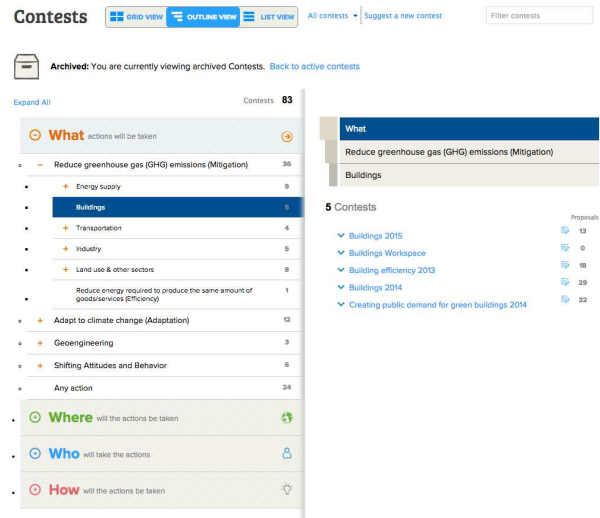 Contests
GRID VIEW
OUTLINE VIEW
LIST VIEW
All contests
Suggest a new contest
Filter contests
Archived: You are currently viewing archived Contests. Back to active contests
Expand All
Contests 83
What actions will be taken
Reduce greenhouse gas (GHG) emissions (Mitigation) 36
Energy supply 9
Buildings 5
Transportation 4
Industry 5
Land use & other sectors 8
Reduce energy required to produce the same amount of
goods/services (Efficiency) 1
Adapt to climate change (Adaptation) 12
Geoengineering 3
Shifting Attitudes and Behavior 6
Any action 24
Where will the actions be taken
Who will take the actions
How will the actions be taken
What
Reduce greenhouse gas (GHG) emissions (Mitigation)
Buildings
5 Contests
Proposals
Buildings 2015 13
Buildings Workspace 0
Building efficiency 2013 18
Buildings 2014 29
Creating public demand for green buildings 2014 32